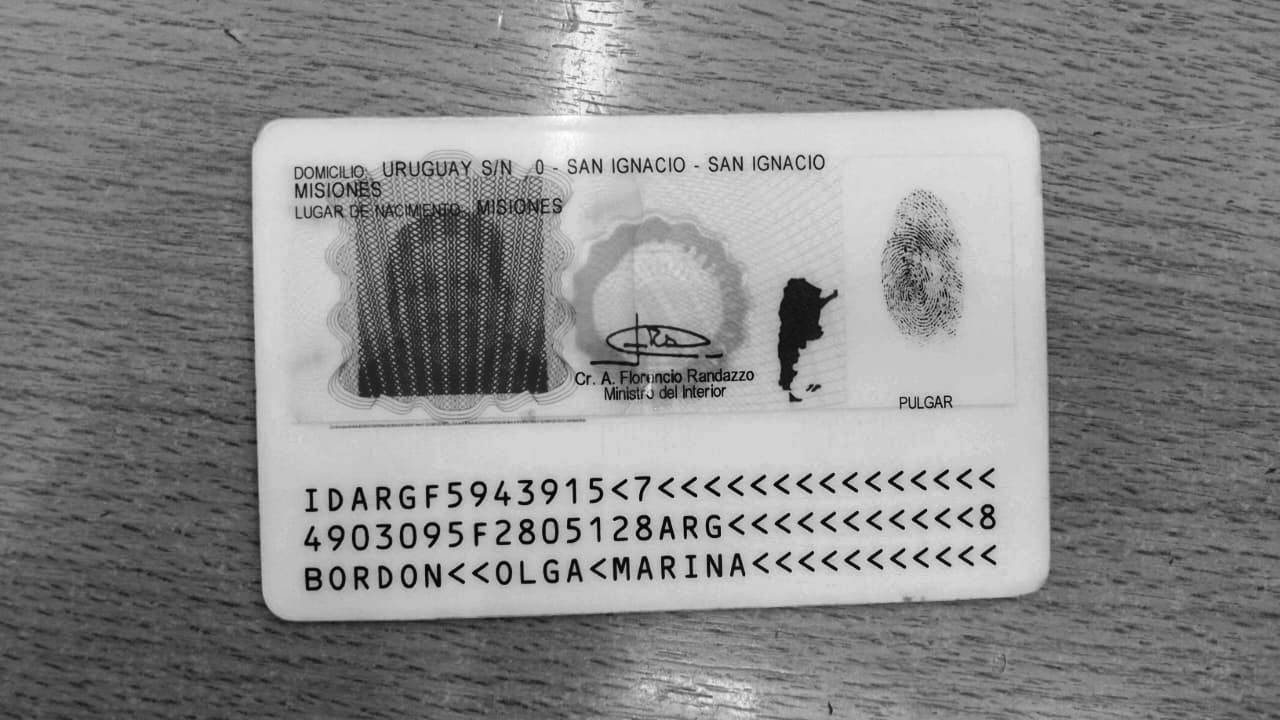 DOMICILIO: URUGUAY S/N 0 - SAN IGNACIO - SAN IGNACIO
MISIONES
LUGAR DE NACIMIENTO: MISIONES
Cr. A. Florencio Randazzo
Ministro del Interior
PULGAR
IDARGF5943915<7<<<<<<<<<<<<<<<
4903095F2805128ARG<<<<<<<<<<<8
BORDON<<OLGA<MARINA<<<<<<<<<<<